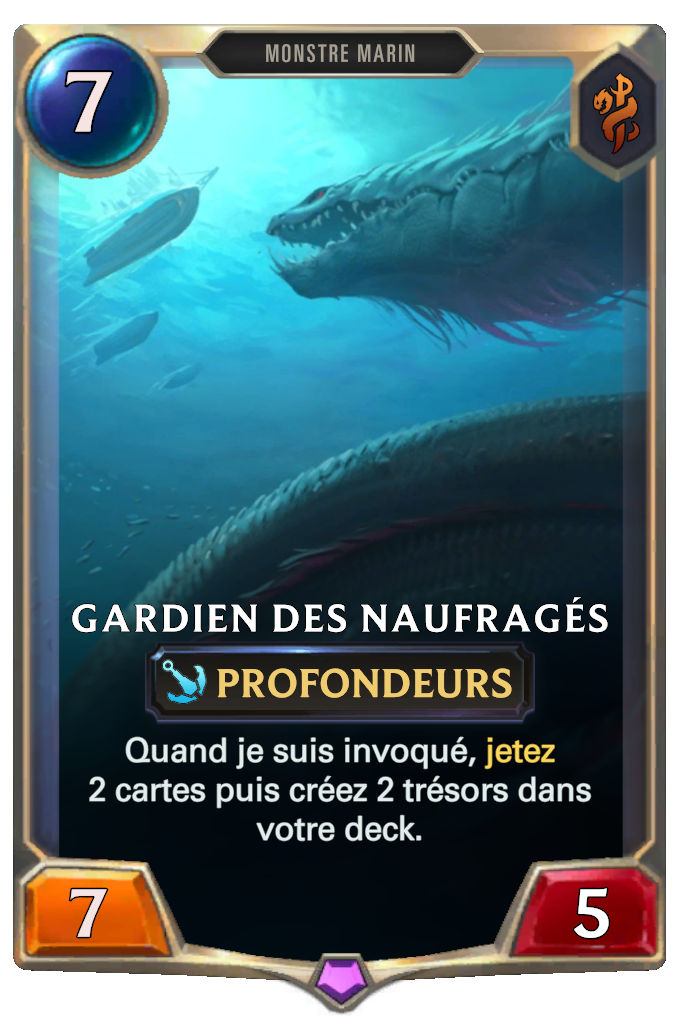 MONSTRE MARIN
7
GARDIEN DES NAUFRAGÉS
PROFONDEURS
Quand je suis invoqué, jetez
2 cartes puis créez 2 trésors dans
votre deck.
7
5